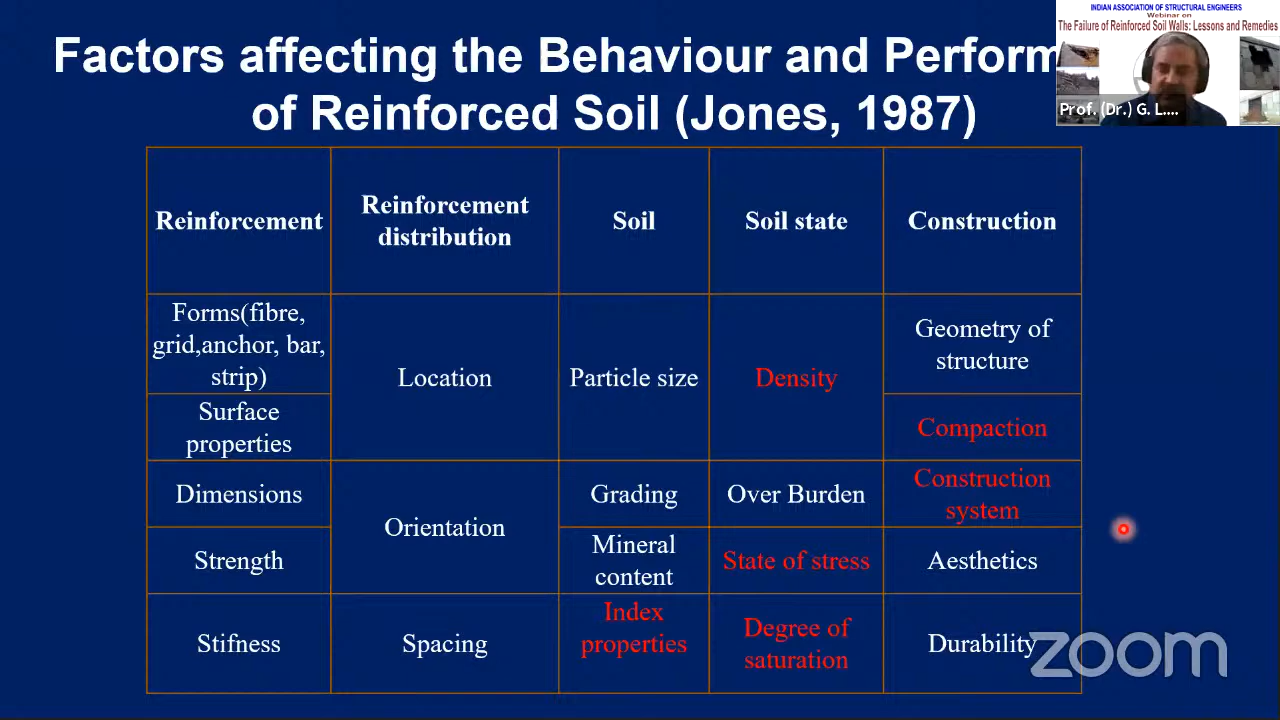 INDIAN ASSOCIATION OF STRUCTURAL ENGINEERS
Webinar on
The Failure of Reinforced Soil Walls: Lessons and Remedies
Prof. (Dr.) G. L....
Factors affecting the Behaviour and Perform
of Reinforced Soil (Jones, 1987)
Reinforcement
Reinforcement
distribution
Soil
Soil state
Construction
Forms(fibre,
grid,anchor, bar,
strip)
Location
Particle size
Density
Geometry of
structure
Surface
properties
Compaction
Dimensions
Orientation
Grading
Over Burden
Construction
system
Strength
Mineral
content
State of stress
Aesthetics
Stifness
Spacing
Index
properties
Degree of
saturation
Durability
zoom